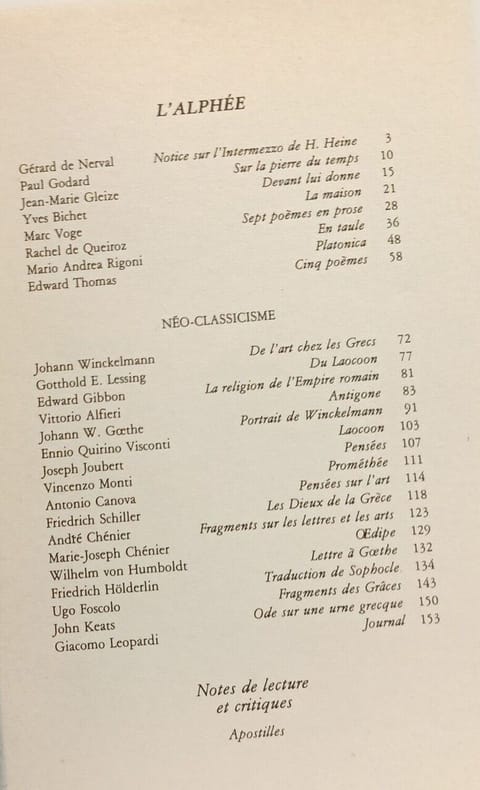 L'ALPHÉE
Gérard de Nerval Notice sur l'Intermezzo de H. Heine 3
Paul Godard Sur la pierre du temps 10
Jean-Marie Gleize Devant lui donne 15
Yves Bichet La maison 21
Marc Voge Sept poèmes en prose 28
Rachel de Queiroz En taule 36
Mario Andrea Rigoni Platonica 48
Edward Thomas Cinq poèmes 58
NÉO-CLASSICISME
Johann Winckelmann De l'art chez les Grecs 72
Gotthold E. Lessing Du Laocoon 77
Edward Gibbon La religion de l'Empire romain 81
Vittorio Alfieri Antigone 83
Johann W. Gœthe Portrait de Winckelmann 91
Ennio Quirino Visconti Laocoon 103
Joseph Joubert Pensées 107
Vincenzo Monti Prométhée 111
Antonio Canova Pensées sur l'art 114
Friedrich Schiller Les Dieux de la Grèce 118
Andté Chénier Fragments sur les lettres et les arts 123
Marie-Joseph Chénier Œdipe 129
Wilhelm von Humboldt Lettre à Gœthe 132
Friedrich Hölderlin Traduction de Sophocle 134
Ugo Foscolo Fragments des Grâces 143
John Keats Ode sur une urne grecque 150
Giacomo Leopardi Journal 153
Notes de lecture
et critiques
Apostilles